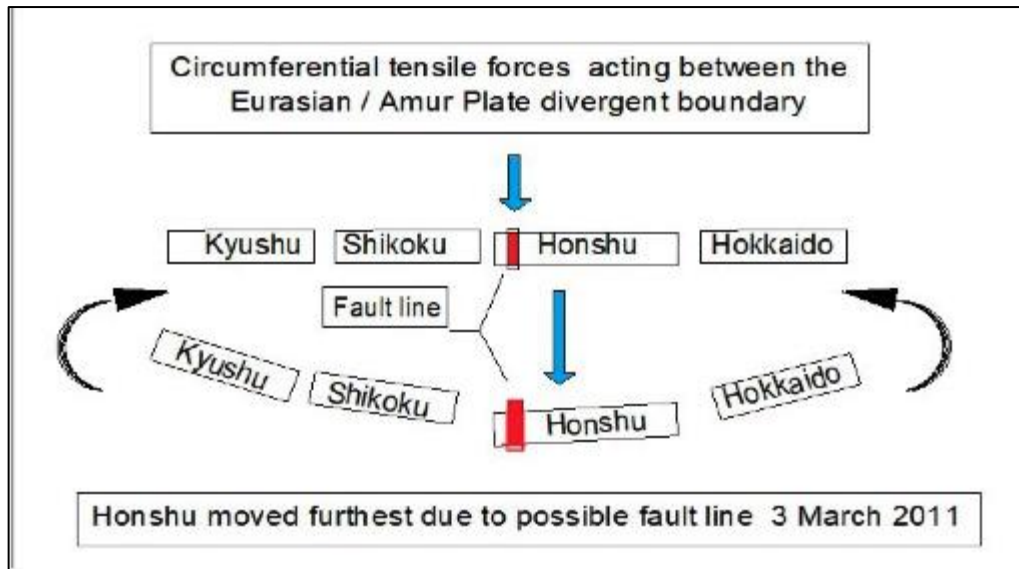 Circumferential tensile forces acting between the
Eurasian / Amur Plate divergent boundary
Kyushu Shikoku Honshu Hokkaido
Fault line
Kyushu Shikoku Honshu Hokkaido
Honshu moved furthest due to possible fault line 3 March 2011